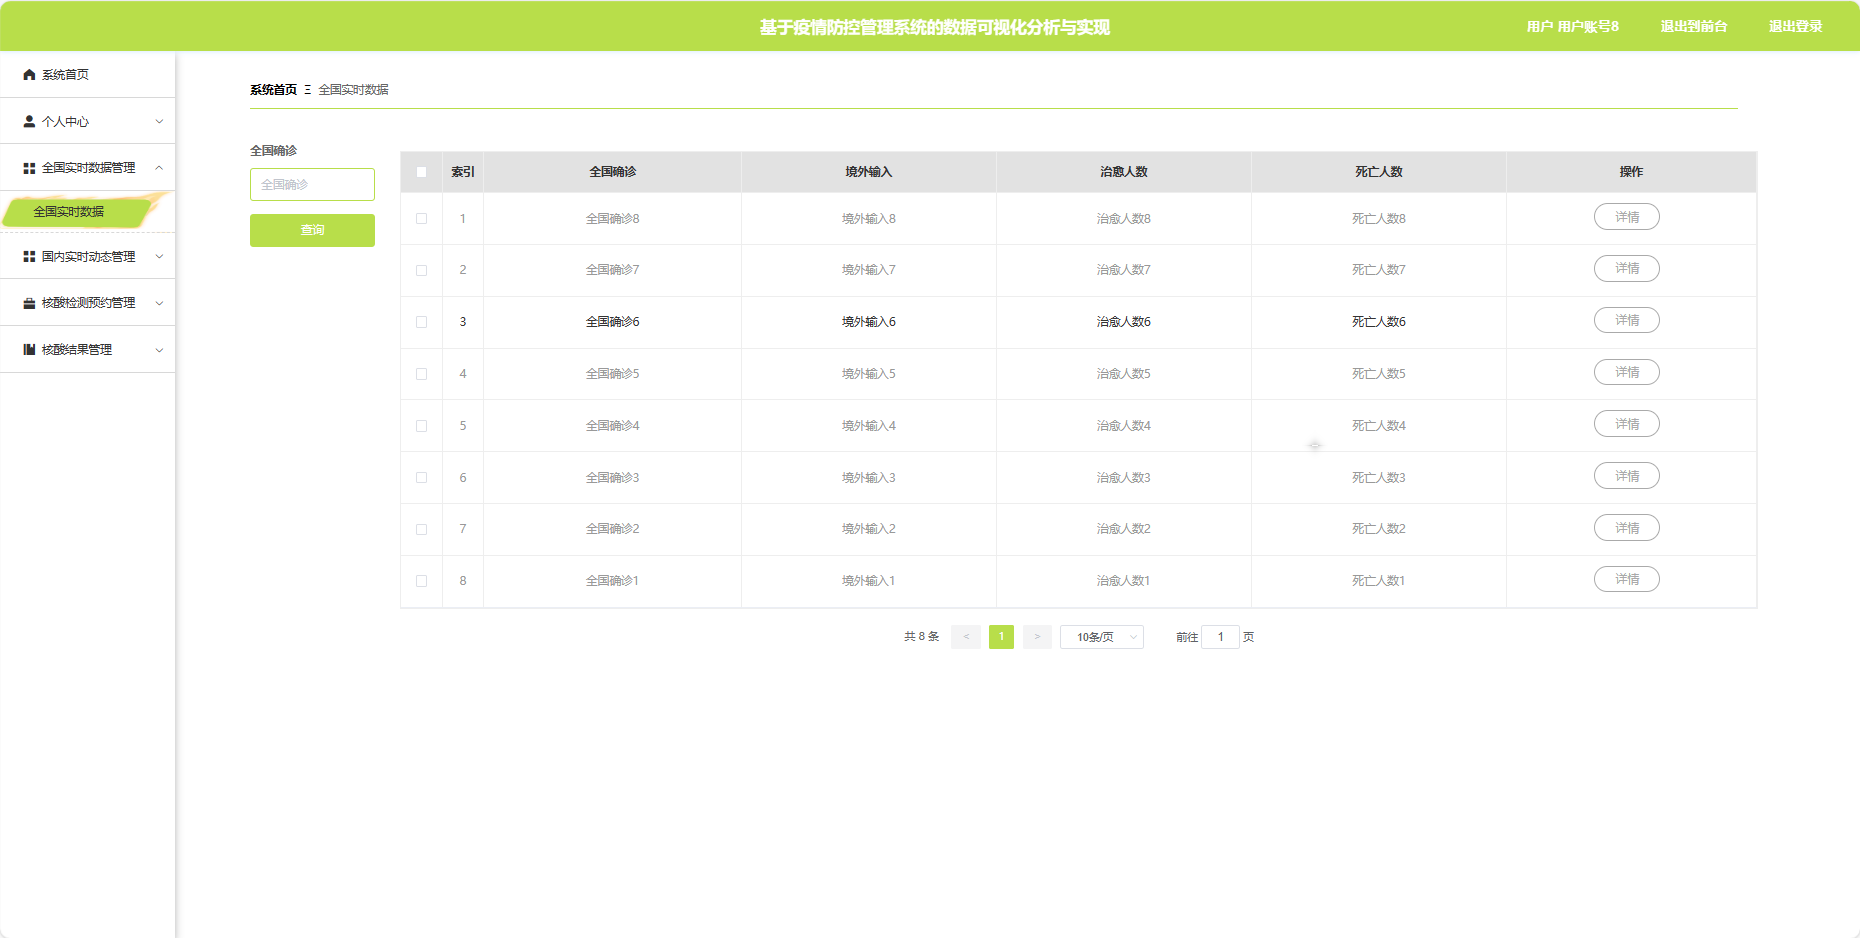 基于疫情防控管理系统的数据可视化分析与实现
用户 用户账号8 退出到前台 退出登录
系统首页
个人中心
全国实时数据管理
全国实时数据
国内实时动态管理
核酸检测预约管理
核酸结果管理
系统首页 Ξ 全国实时数据
全国确诊
全国确诊
查询
索引 全国确诊 境外输入 治愈人数 死亡人数 操作
1 全国确诊8 境外输入8 治愈人数8 死亡人数8 详情
2 全国确诊7 境外输入7 治愈人数7 死亡人数7 详情
3 全国确诊6 境外输入6 治愈人数6 死亡人数6 详情
4 全国确诊5 境外输入5 治愈人数5 死亡人数5 详情
5 全国确诊4 境外输入4 治愈人数4 死亡人数4 详情
6 全国确诊3 境外输入3 治愈人数3 死亡人数3 详情
7 全国确诊2 境外输入2 治愈人数2 死亡人数2 详情
8 全国确诊1 境外输入1 治愈人数1 死亡人数1 详情
共 8 条 < 1 > 10条/页 前往 1 页